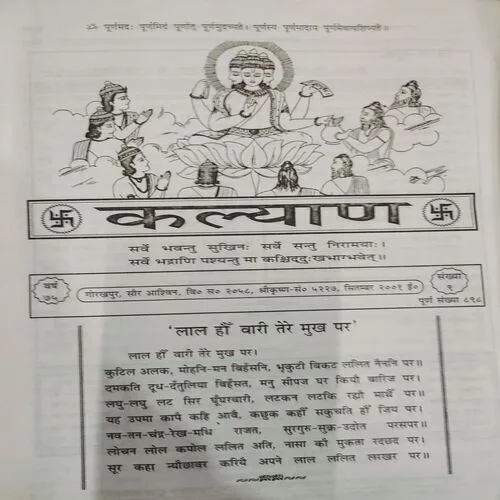 ॐ पूर्णमदः पूर्णमिदं पूर्णात् पूर्णमुदच्यते। पूर्णस्य पूर्णमादाय पूर्णमेवावशिष्यते॥
कल्याण
सर्वे भवन्तु सुखिनः सर्वे सन्तु निरामयाः।
सर्वे भद्राणि पश्यन्तु मा कश्चिद्दुःखभाग्भवेत्॥
वर्ष ७५
गोरखपुर, सौर आश्विन, वि० सं० २०५८, श्रीकृष्ण-सं० ५२२७, सितम्बर २००१ ई०
संख्या ९
पूर्ण संख्या ८९८
'लाल हौं वारी तेरे मुख पर'
लाल हौं वारी तेरे मुख पर।
कुटिल अलक, मोहनि-मन बिहँसनि, भृकुटी बिकट ललित नैननि पर॥
दमकति दूध-दँतुलिया बिहँसत, मनु सीपज घर कियो बारिज पर।
लघु-लघु लट सिर घूँघरवारी, लटकन लटकि रह्यौ माथैं पर॥
यह उपमा कापै कहि आवै, कछुक कहौं सकुचति हौं जिय पर।
नव-तन-चंद्र-रेख-मधि राजत, सुरगुरु-सुक्र-उदोत परसपर॥
लोचन लोल कपोल ललित अति, नासा कौ मुकता रदछद पर।
सूर कहा न्यौछावर करियै अपने लाल ललित लरखर पर॥